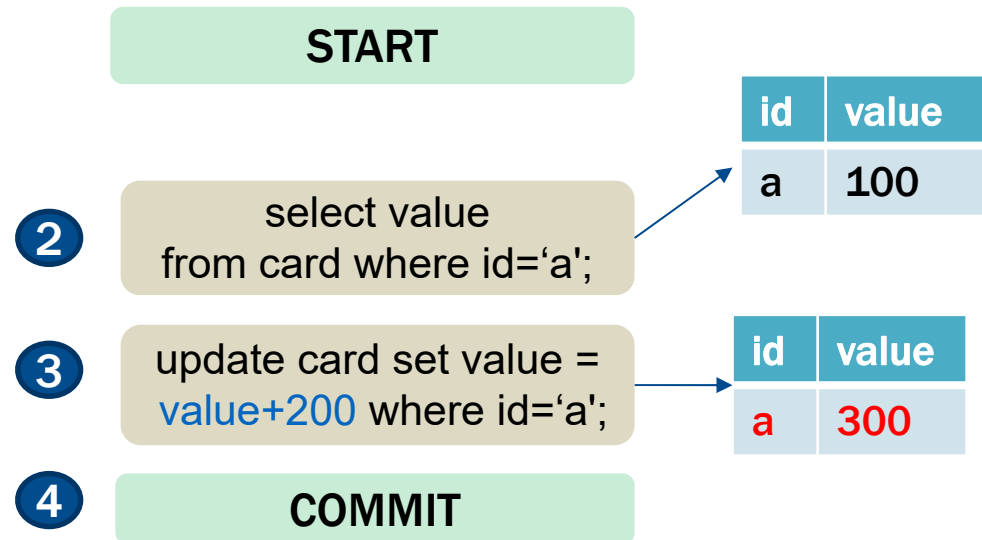 START
id value
a 100
2
select value
from card where id=‘a';
3
update card set value =
value+200 where id=‘a';
id value
a 300
4
COMMIT